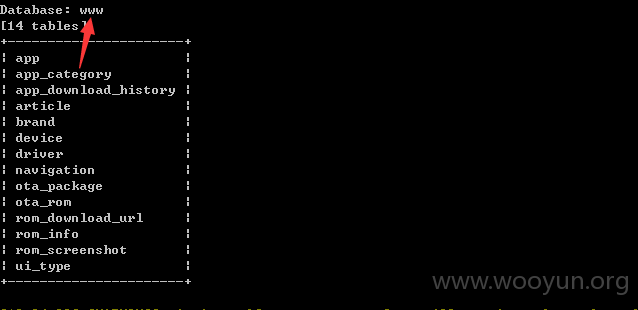 Database: www
[14 tables]
+----------------------+
| app                  |
| app_category         |
| app_download_history |
| article              |
| brand                |
| device               |
| driver               |
| navigation           |
| ota_package          |
| ota_rom              |
| rom_download_url     |
| rom_info             |
| rom_screenshot       |
| ui_type              |
+----------------------+
www.wooyun.org